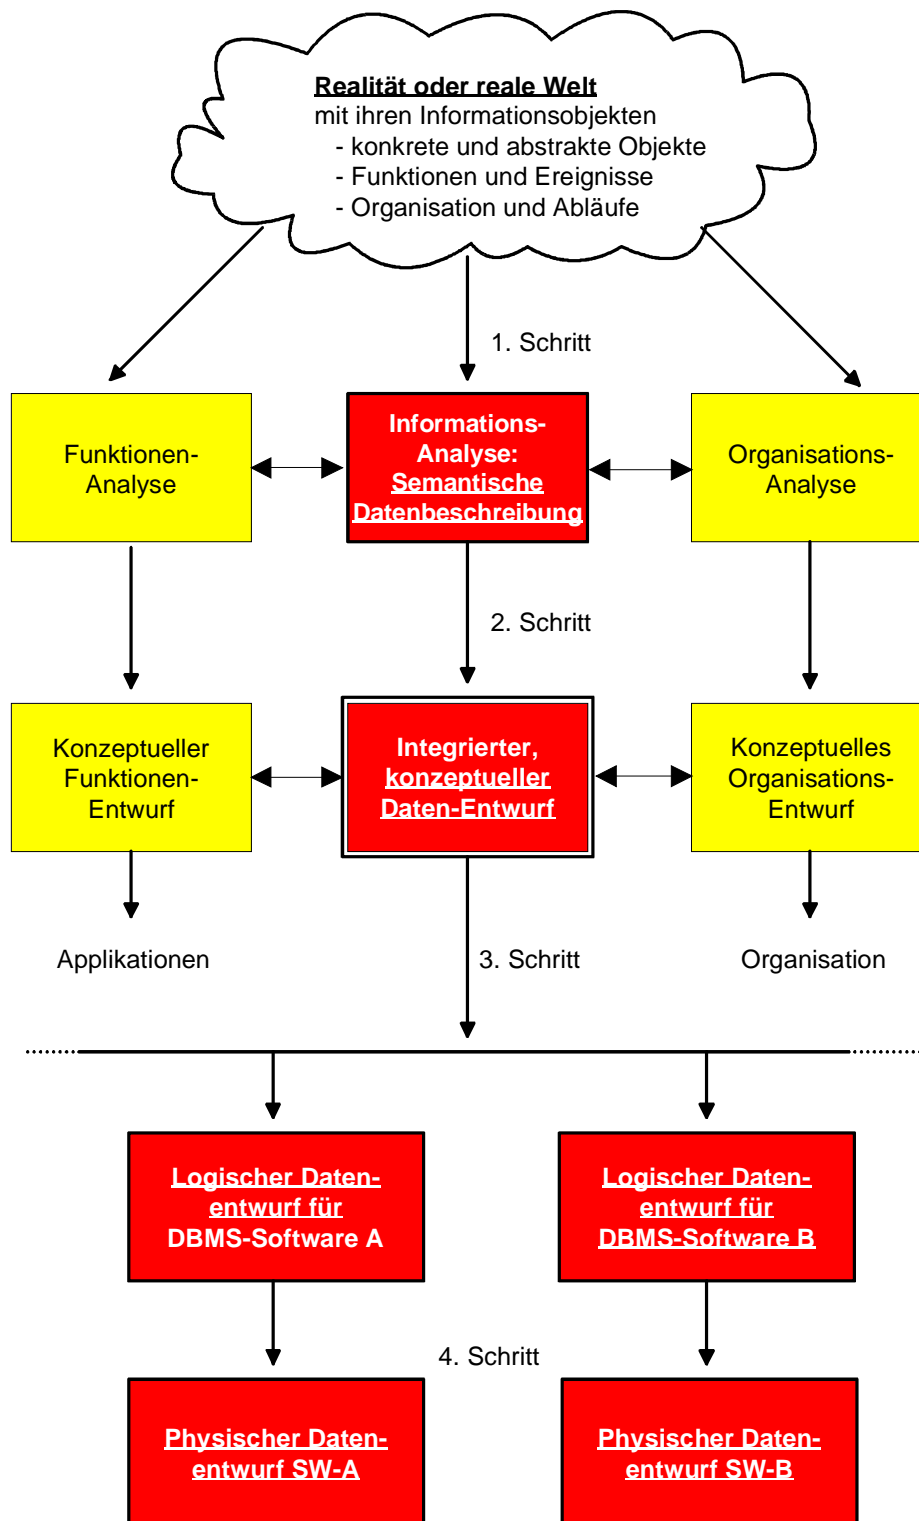 Realität oder reale Welt
mit ihren Informationsobjekten
- konkrete und abstrakte Objekte
- Funktionen und Ereignisse
- Organisation und Abläufe
1. Schritt
Funktionen-
Analyse
Informations-
Analyse:
Semantische
Datenbeschreibung
Organisations-
Analyse
2. Schritt
Konzeptueller
Funktionen-
Entwurf
Integrierter,
konzeptueller
Daten-Entwurf
Konzeptuelles
Organisations-
Entwurf
Applikationen
3. Schritt
Organisation
Logischer Daten-
entwurf für
DBMS-Software A
Logischer Daten-
entwurf für
DBMS-Software B
4. Schritt
Physischer Daten-
entwurf SW-A
Physischer Daten-
entwurf SW-B